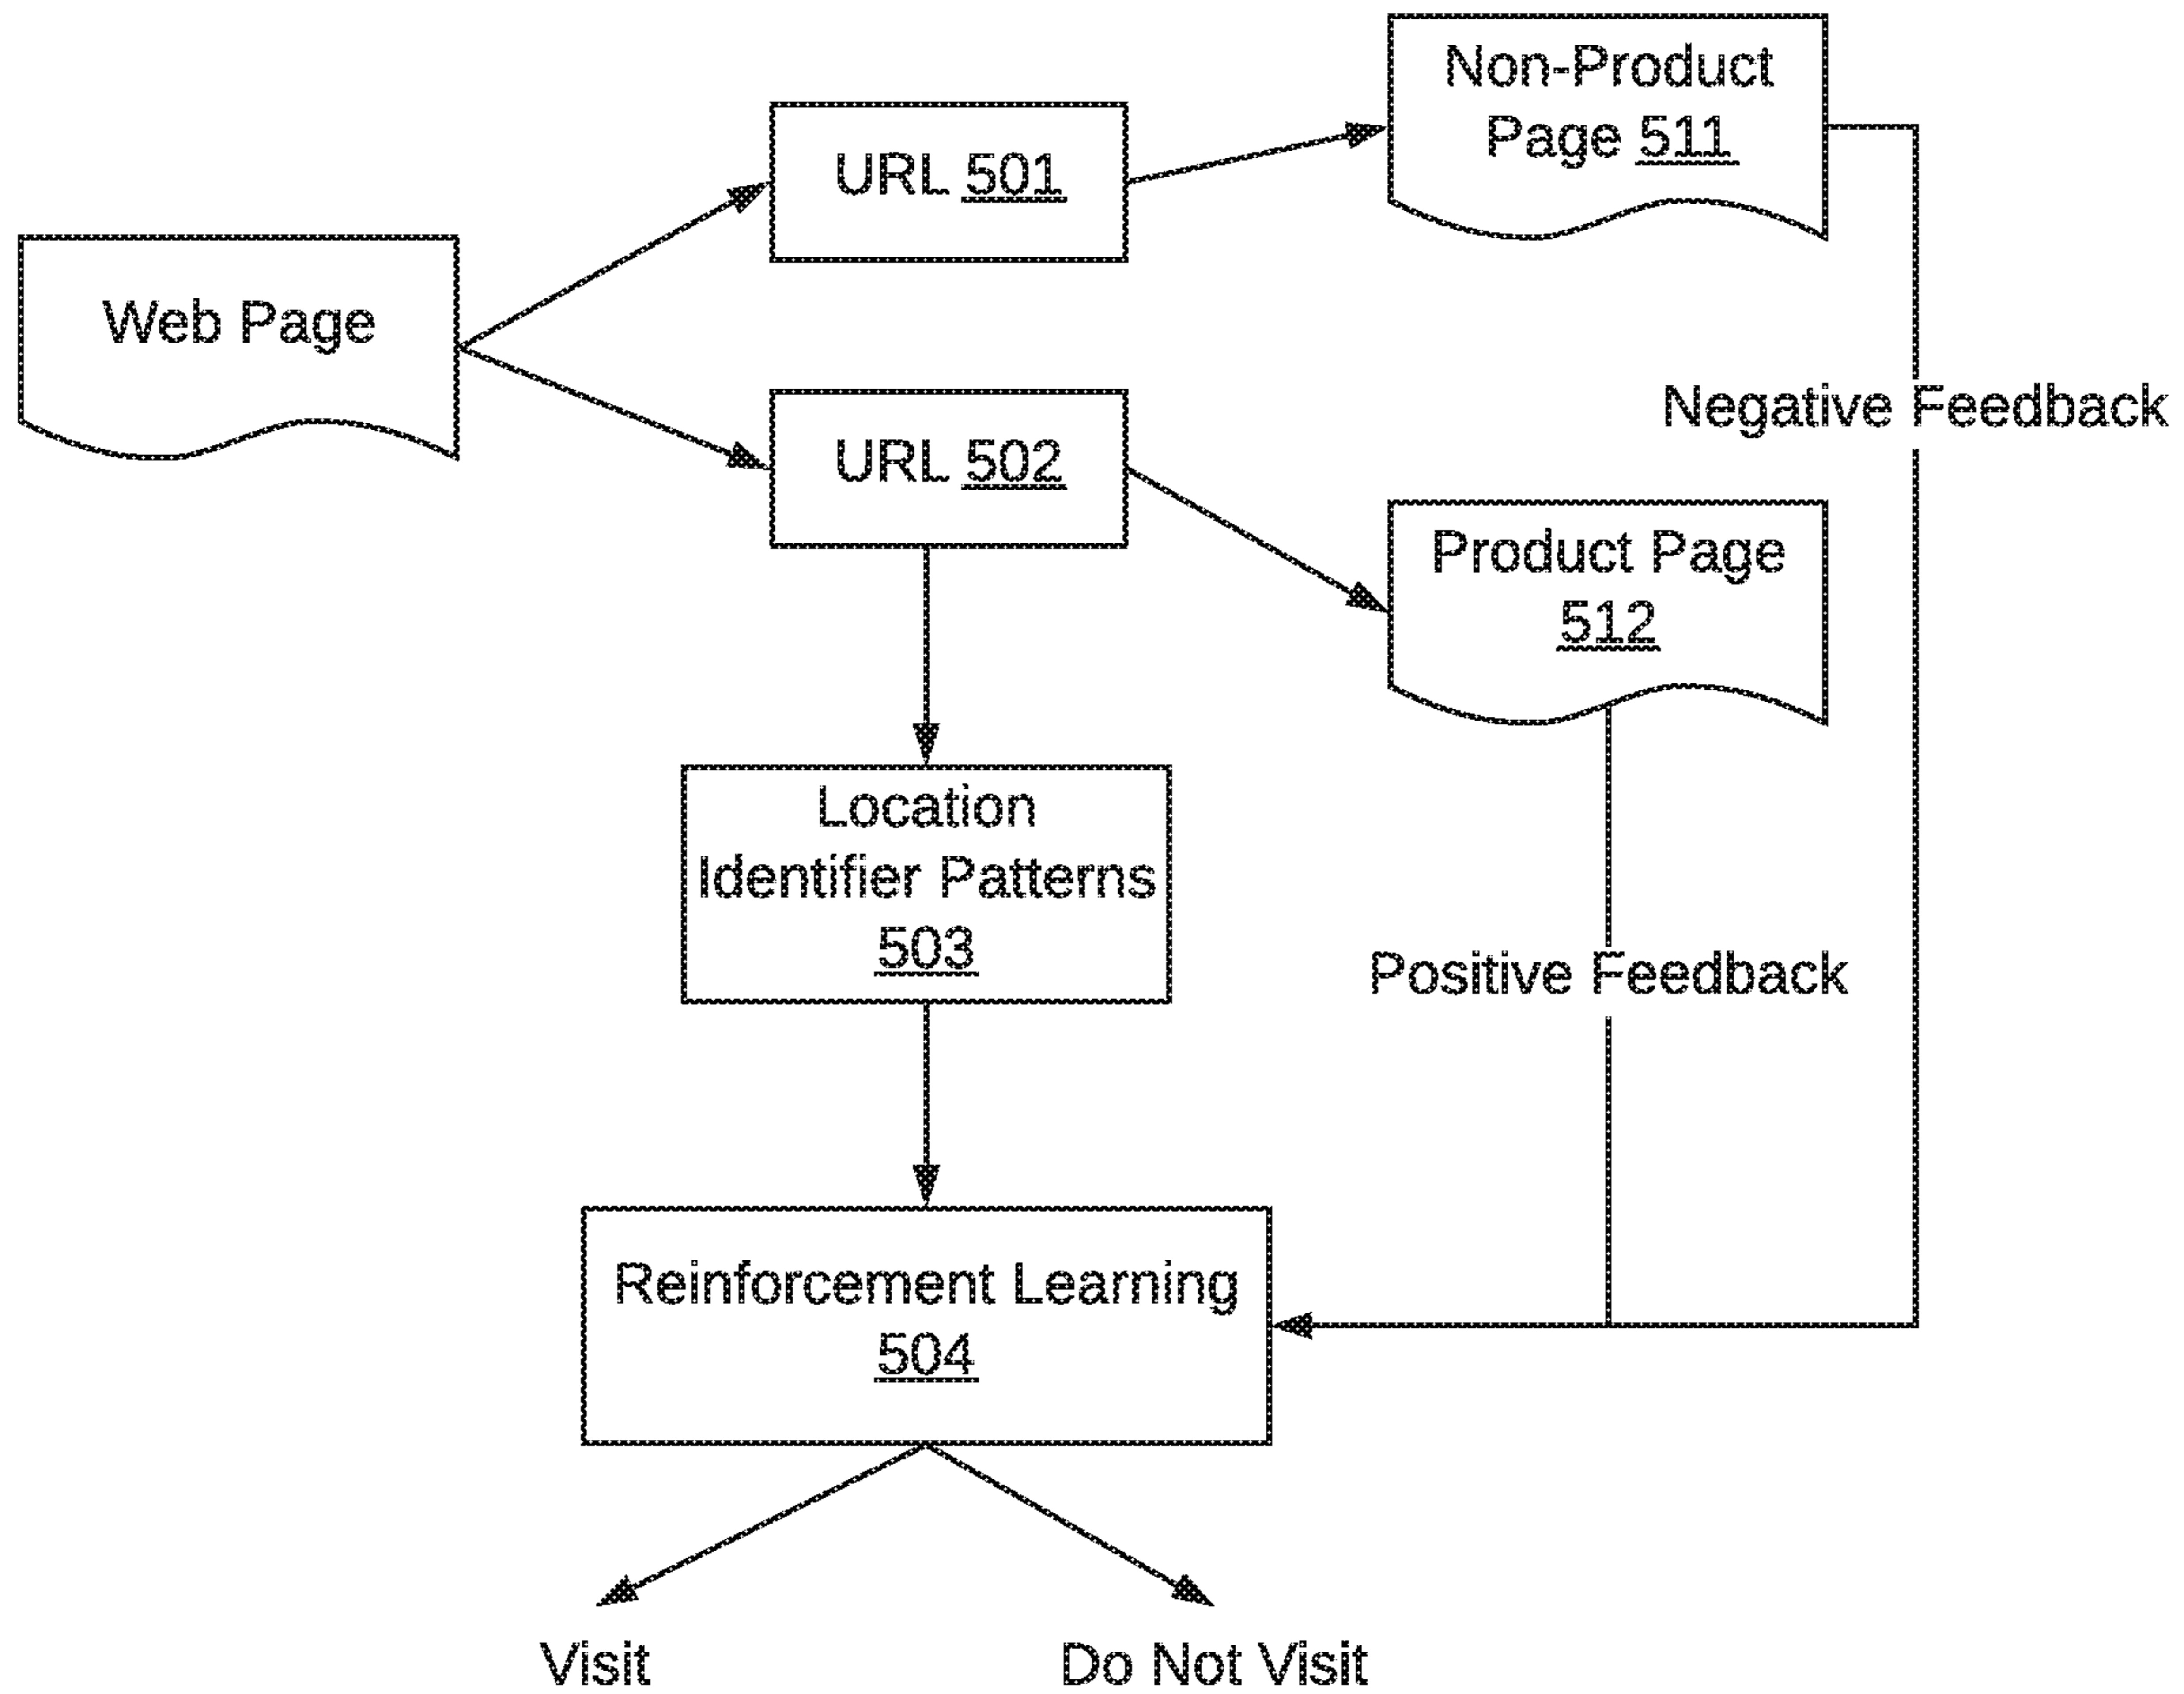 Non-Product
Page 511
URL 501
Web Page
Negative Feedback
URL 502
Product Page
512
Location
Identifier Patterns
503
Positive Feedback
Reinforcement Learning
504
Visit
Do Not Visit